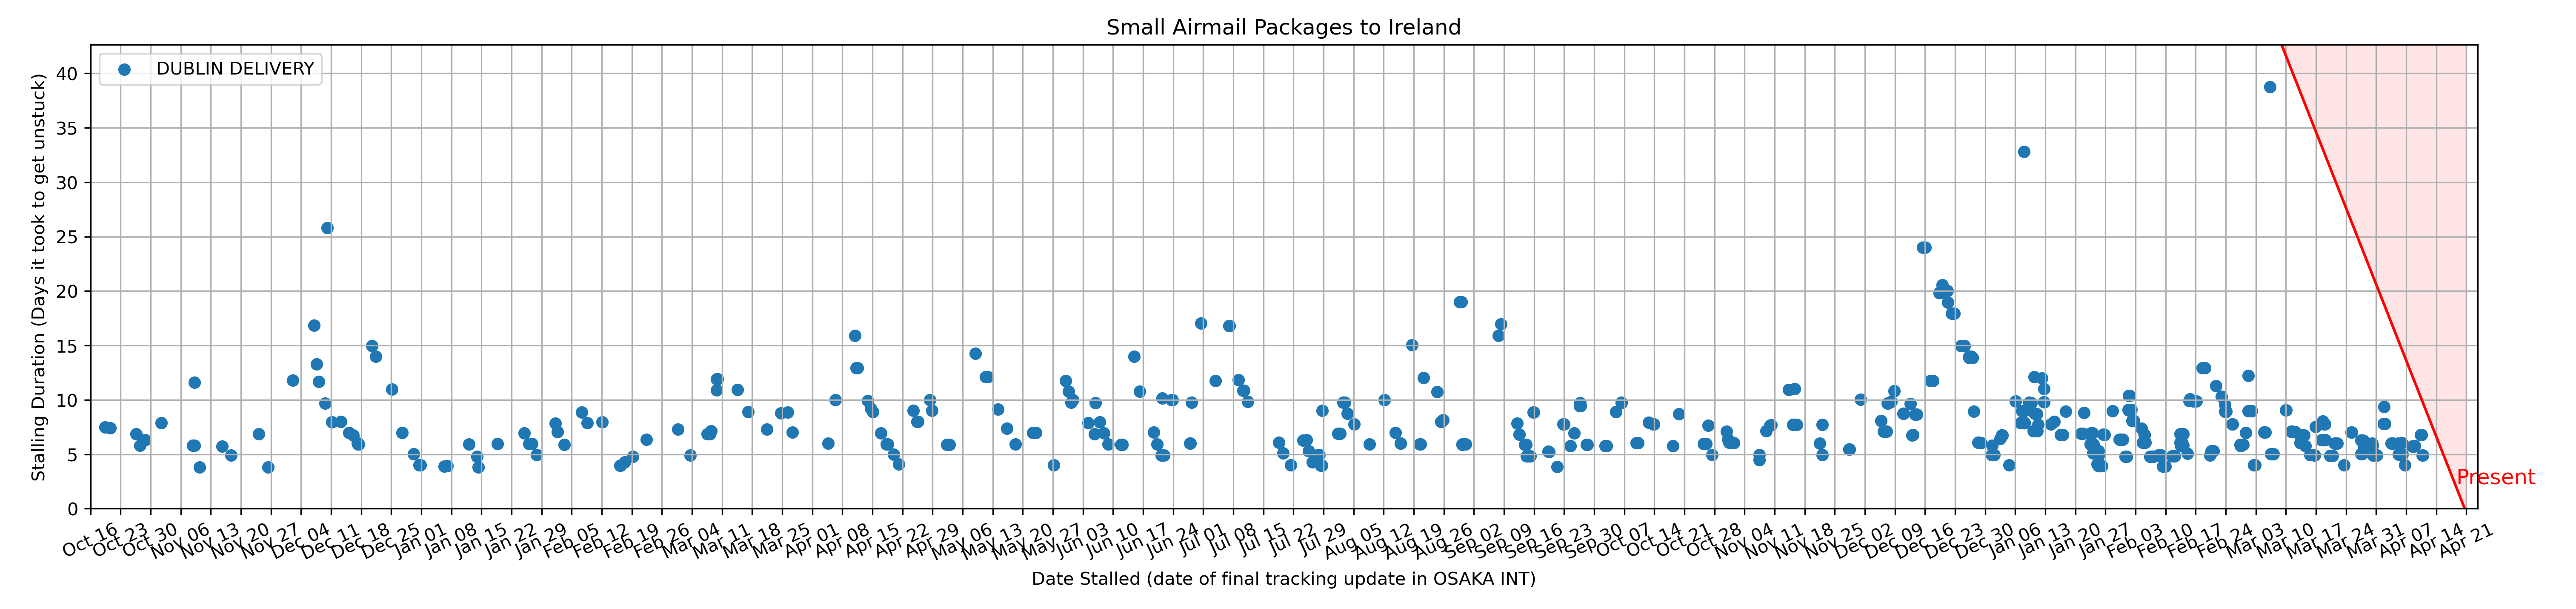 Small Airmail Packages to Ireland
DUBLIN DELIVERY
Stalling Duration (Days it took to get unstuck)
40
35
30
25
20
15
10
5
0
Present
Oct 16
Oct 23
Oct 30
Nov 06
Nov 13
Nov 20
Nov 27
Dec 04
Dec 11
Dec 18
Dec 25
Jan 01
Jan 08
Jan 15
Jan 22
Jan 29
Feb 05
Feb 12
Feb 19
Feb 26
Mar 04
Mar 11
Mar 18
Mar 25
Apr 01
Apr 08
Apr 15
Apr 22
Apr 29
May 06
May 13
May 20
May 27
Jun 03
Jun 10
Jun 17
Jun 24
Jul 01
Jul 08
Jul 15
Jul 22
Jul 29
Aug 05
Aug 12
Aug 19
Aug 26
Sep 02
Sep 09
Sep 16
Sep 23
Sep 30
Oct 07
Oct 14
Oct 21
Oct 28
Nov 04
Nov 11
Nov 18
Nov 25
Dec 02
Dec 09
Dec 16
Dec 23
Dec 30
Jan 06
Jan 13
Jan 20
Jan 27
Feb 03
Feb 10
Feb 17
Feb 24
Mar 03
Mar 10
Mar 17
Mar 24
Mar 31
Apr 07
Apr 14
Apr 21
Date Stalled (date of final tracking update in OSAKA INT)